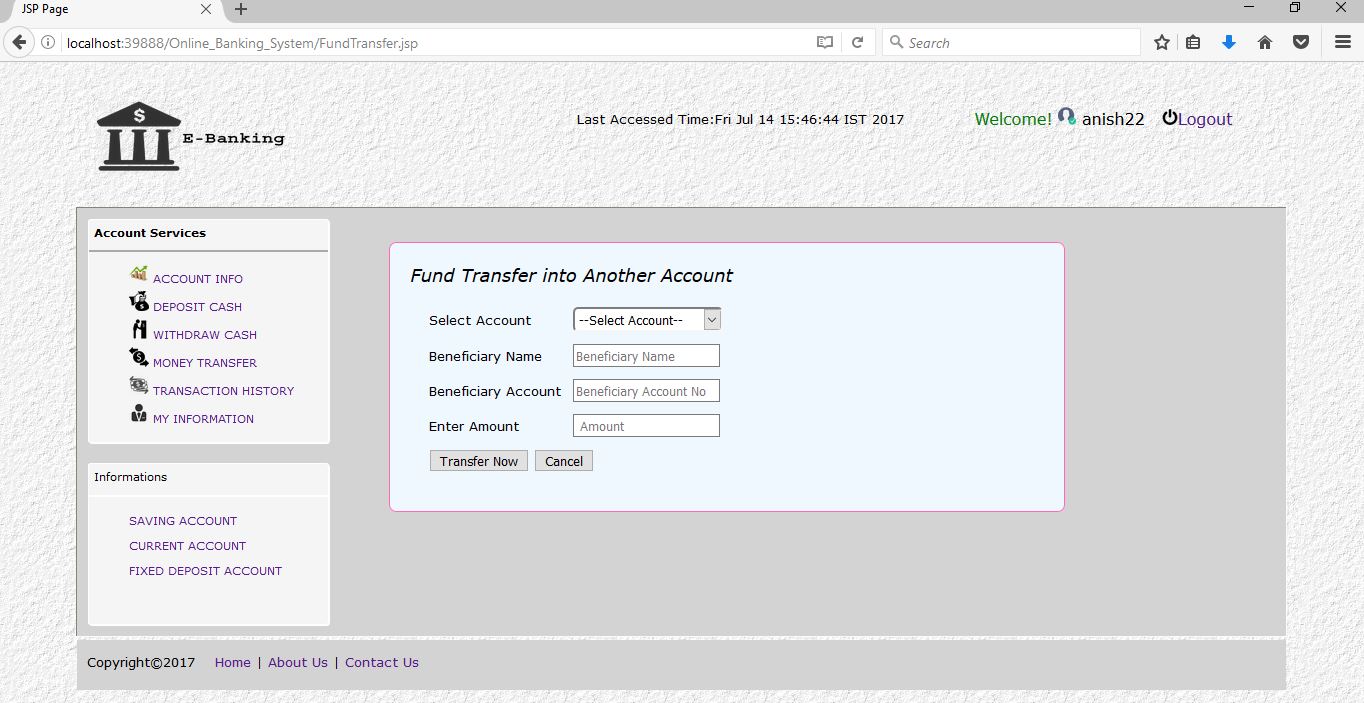 JSP Page
localhost:39888/Online_Banking_System/FundTransfer.jsp
Search
E-Banking
Last Accessed Time:Fri Jul 14 15:46:44 IST 2017
Welcome! anish22 Logout
Account Services
ACCOUNT INFO
DEPOSIT CASH
WITHDRAW CASH
MONEY TRANSFER
TRANSACTION HISTORY
MY INFORMATION
Informations
SAVING ACCOUNT
CURRENT ACCOUNT
FIXED DEPOSIT ACCOUNT
Fund Transfer into Another Account
Select Account --Select Account--
Beneficiary Name Beneficiary Name
Beneficiary Account Beneficiary Account No
Enter Amount Amount
Transfer Now Cancel
Copyright©2017 Home | About Us | Contact Us